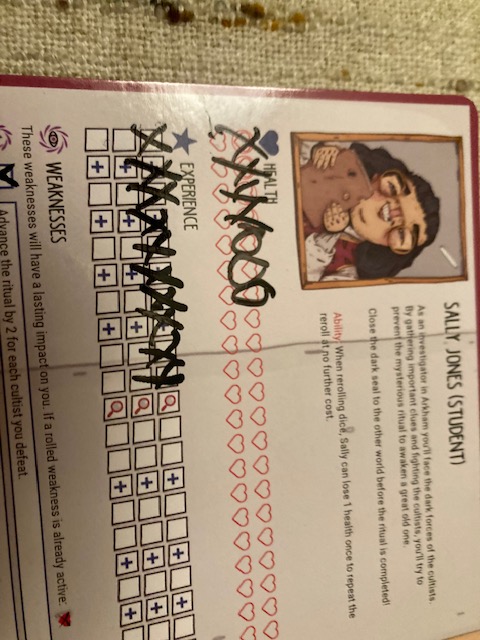 SALLY JONES (STUDENT)
As an investigator in Arkham you'll face the dark forces of the cultists.
By gathering important clues and fighting the cultists, you'll try to
prevent the mysterious ritual to awaken a great old one.
Close the dark seal to the other world before the ritual is completed!
Ability: When rerolling dice, Sally can lose 1 health once to repeat the
reroll at no further cost.
HEALTH
EXPERIENCE
WEAKNESSES
These weaknesses will have a lasting impact on you. If a rolled weakness is already active:
Advance the ritual by 2 for each cultist you defeat.